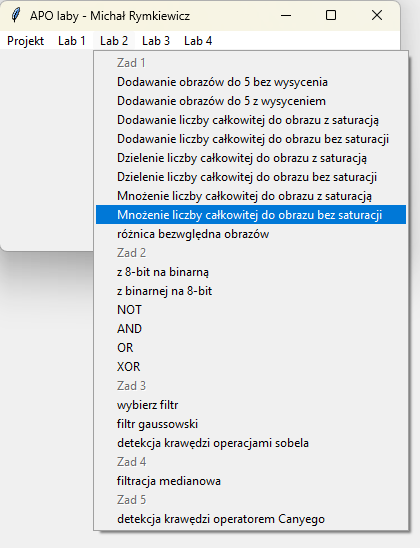 APO laby - Michał Rymkiewicz
Projekt Lab 1 Lab 2 Lab 3 Lab 4
Zad 1
Dodawanie obrazów do 5 bez wysycenia
Dodawanie obrazów do 5 z wysyceniem
Dodawanie liczby całkowitej do obrazu z saturacją
Dodawanie liczby całkowitej do obrazu bez saturacji
Dzielenie liczby całkowitej do obrazu z saturacją
Dzielenie liczby całkowitej do obrazu bez saturacji
Mnożenie liczby całkowitej do obrazu z saturacją
Mnożenie liczby całkowitej do obrazu bez saturacji
różnica bezwględna obrazów
Zad 2
z 8-bit na binarną
z binarnej na 8-bit
NOT
AND
OR
XOR
Zad 3
wybierz filtr
filtr gaussowski
detekcja krawędzi operacjami sobela
Zad 4
filtracja medianowa
Zad 5
detekcja krawędzi operatorem Canyego